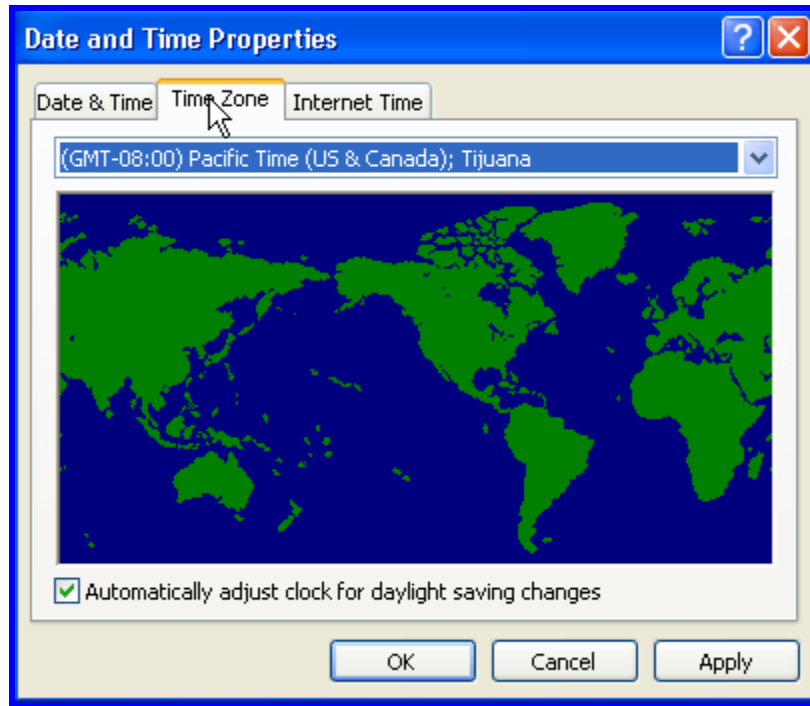 Date and Time Properties
Date & Time Time Zone Internet Time
(GMT-08:00) Pacific Time (US & Canada); Tijuana
Automatically adjust clock for daylight saving changes
OK Cancel Apply